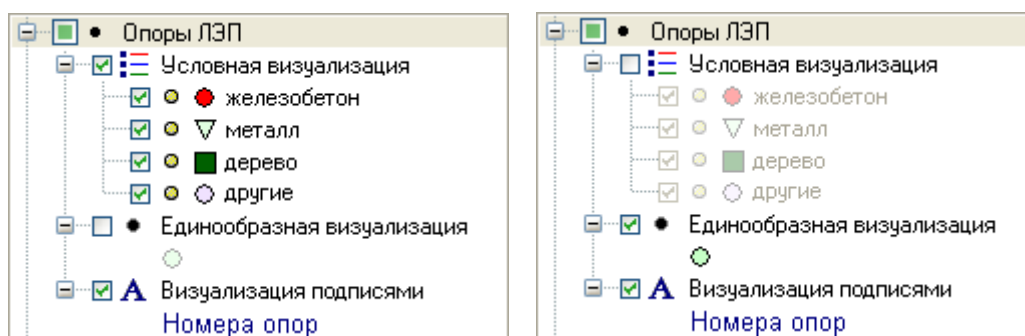 Опоры ЛЭП
Условная визуализация
железобетон
металл
дерево
другие
Единообразная визуализация
A Визуализация подписями
Номера опор
Опоры ЛЭП
Условная визуализация
железобетон
металл
дерево
другие
Единообразная визуализация
A Визуализация подписями
Номера опор